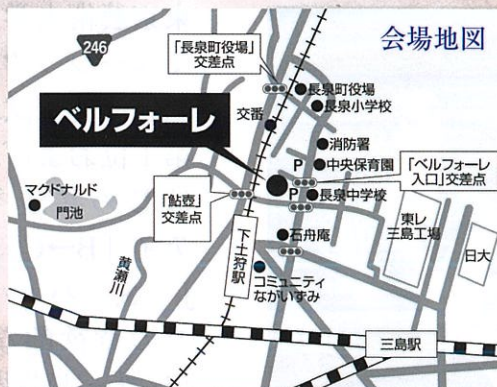 会場地図
246
「長泉町役場」
交差点
長泉町役場
長泉小学校
交番
ベルフォーレ
消防署
P
中央保育園
「ベルフォーレ
入口」交差点
マクドナルド
門池
「鮎壺」
交差点
P
長泉中学校
東レ
三島工場
日大
下土狩駅
石舟庵
黄瀬川
コミュニティ
ながいずみ
三島駅